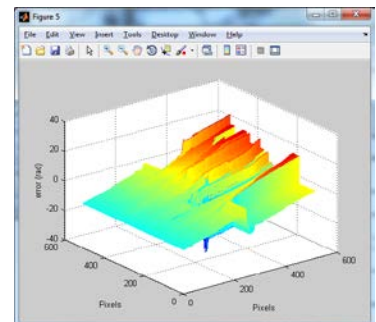 Figure 5
File Edit View Insert Tools Desktop Window Help
40
20
0
-20
-40
error (rad)
600
400
200
0
Pixels
0
200
400
600
Pixels